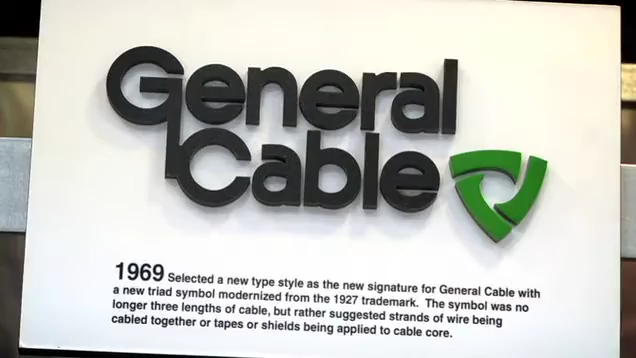 General
Cable
1969 Selected a new type style as the new signature for General Cable with
a new triad symbol modernized from the 1927 trademark. The symbol was no
longer three lengths of cable, but rather suggested strands of wire being
cabled together or tapes or shields being applied to cable core.